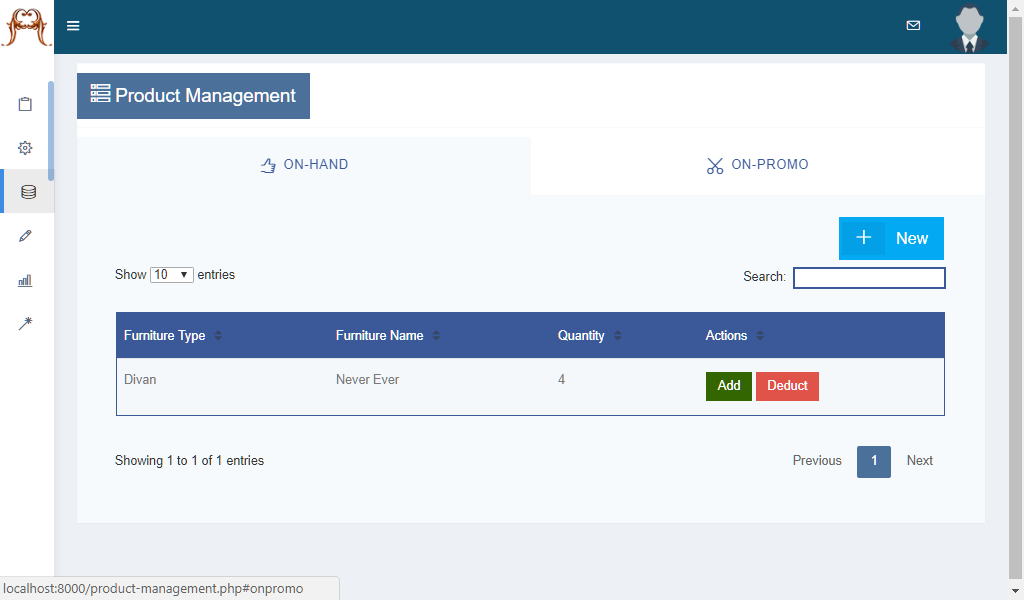 Product Management
ON-HAND
ON-PROMO
New
Show 10 entries
Search:
Furniture Type Furniture Name Quantity Actions
Divan Never Ever 4 Add Deduct
Showing 1 to 1 of 1 entries
Previous 1 Next
localhost:8000/product-management.php#onpromo